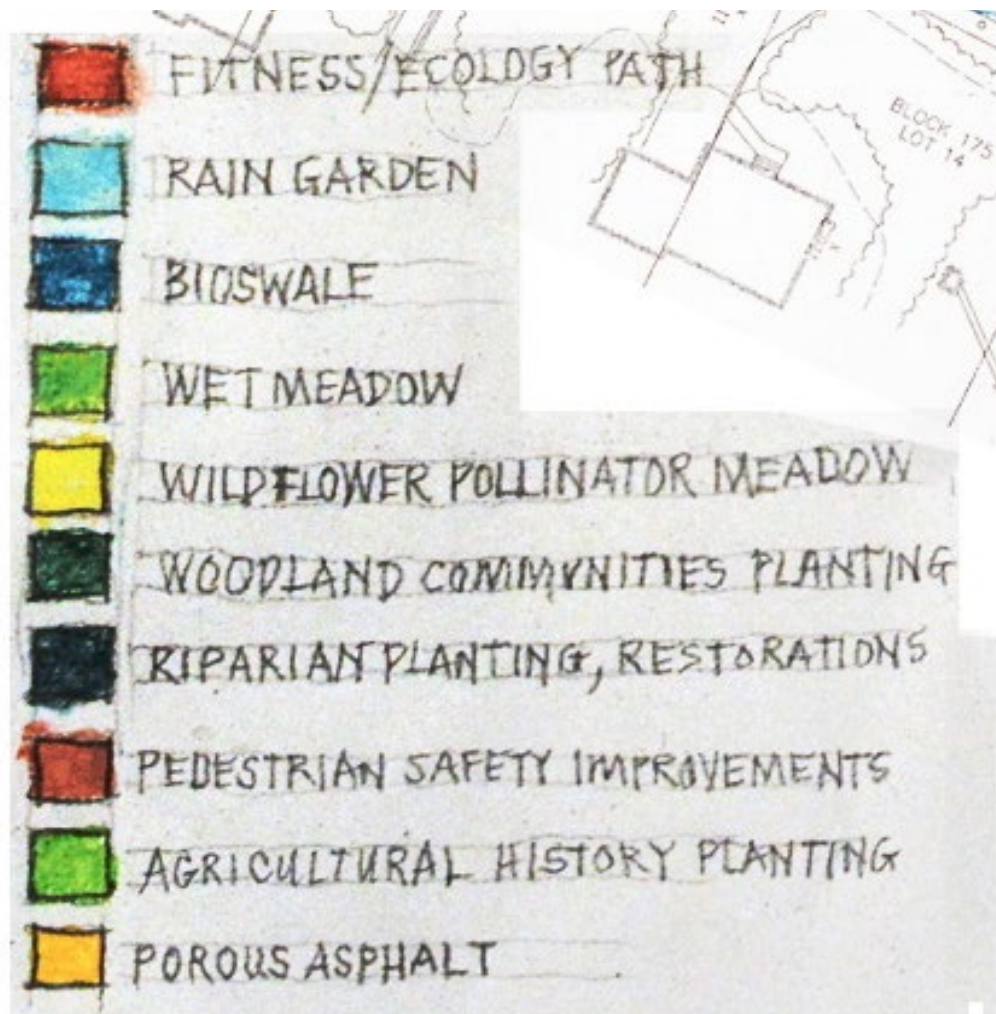 FITNESS/ECOLOGY PATH
BLOCK 175
LOT 14
RAIN GARDEN
BIOSWALE
WET MEADOW
WILDFLOWER POLLINATOR MEADOW
WOODLAND COMMUNITIES PLANTING
RIPARIAN PLANTING, RESTORATIONS
PEDESTRIAN SAFETY IMPROVEMENTS
AGRICULTURAL HISTORY PLANTING
POROUS ASPHALT